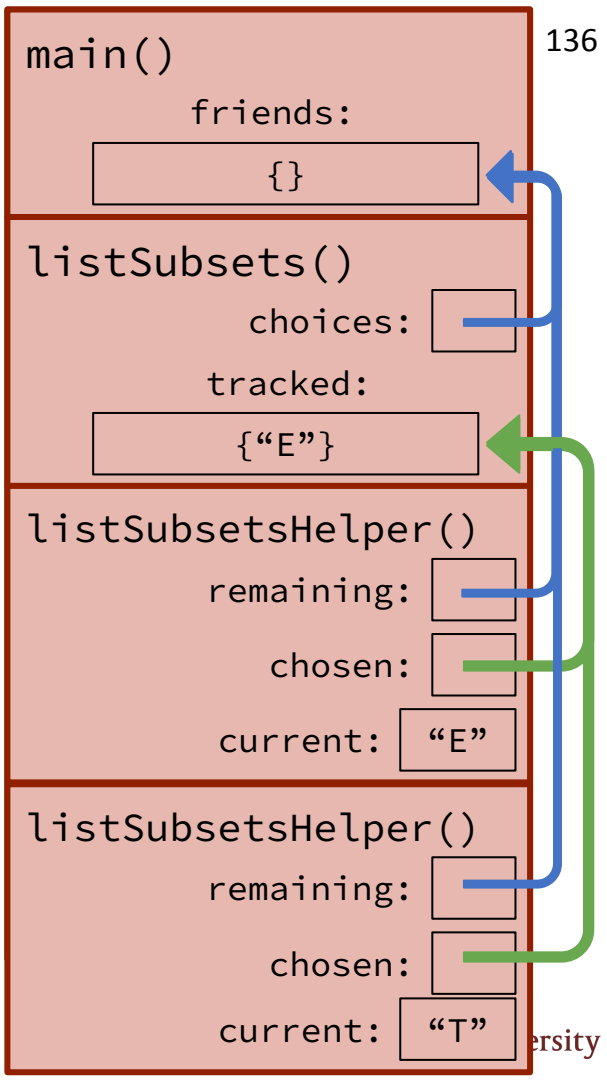 136
main()
friends:
{}
listSubsets()
choices:
tracked:
{“E”}
listSubsetsHelper()
remaining:
chosen:
current: “E”
listSubsetsHelper()
remaining:
chosen:
current: “T”
ersity